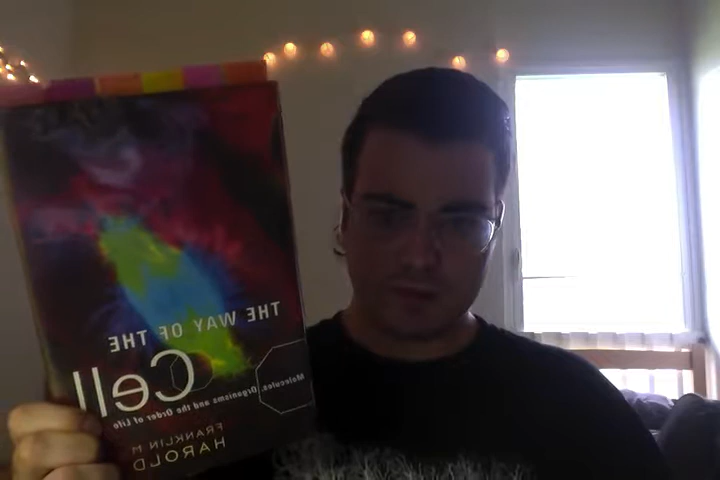 THE WAY OF THE
Cell
Molecules, Organisms and the Order of Life
FRANKLIN M
HAROLD